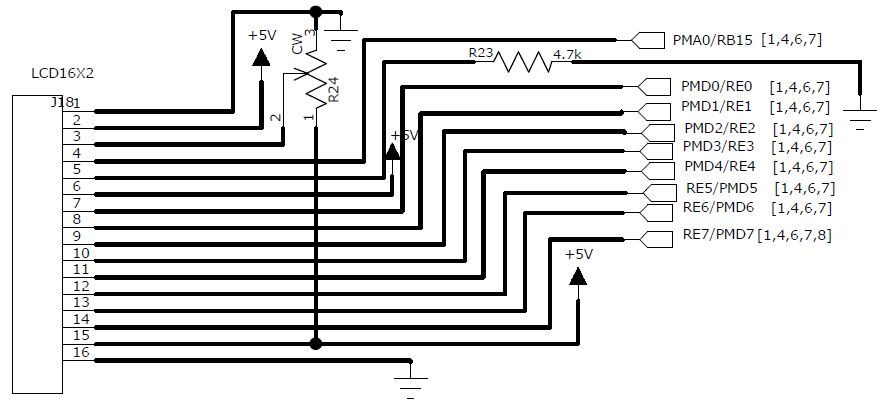 3
+5V
CW
PMA0/RB15 [1,4,6,7]
R23 4.7k
LCD16X2
R24
PMD0/RE0 [1,4,6,7]
J18
1
PMD1/RE1 [1,4,6,7]
2
2
1
PMD2/RE2 [1,4,6,7]
3
+5V
PMD3/RE3 [1,4,6,7]
4
PMD4/RE4 [1,4,6,7]
5
RE5/PMD5 [1,4,6,7]
6
7
RE6/PMD6 [1,4,6,7]
8
RE7/PMD7 [1,4,6,7,8]
9
10
+5V
11
12
13
14
15
16